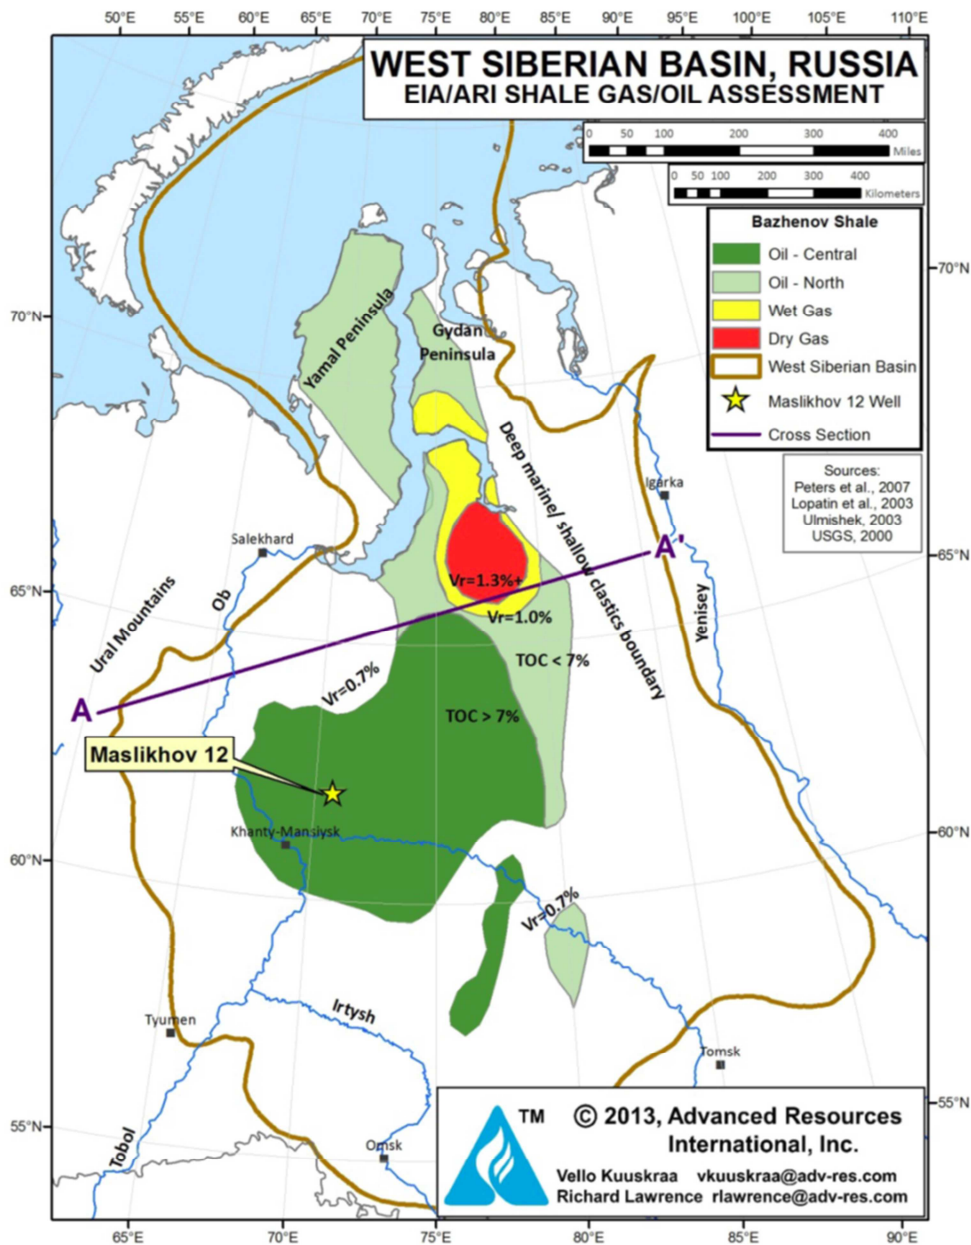 50°E 55°E 60°E 65°E 70°E 75°E 80°E 85°E 90°E 95°E 100°E 105°E 110°E
WEST SIBERIAN BASIN, RUSSIA
EIA/ARI SHALE GAS/OIL ASSESSMENT
0 50 100 200 300 400
Miles
0 50 100 200 300 400
Kilometers
Bazhenov Shale
Oil - Central
Oil - North
Wet Gas
Dry Gas
West Siberian Basin
Maslikhov 12 Well
Cross Section
Sources:
Peters et al., 2007
Lopatin et al., 2003
Ulmishek, 2003
USGS, 2000
70°N
70°N
Yamal Peninsula
Gydan
Peninsula
Deep marine/ shallow clastics boundary
Igarka
Salekhard
A'
65°N
65°N
Ural Mountains
Ob
Vr=1.3%+
Vr=1.0%
Yenisey
TOC < 7%
Vr=0.7%
A
TOC > 7%
Maslikhov 12
Khanty-Mansiysk
60°N
60°N
Vr=0.7%
Irtysh
Tyumen
Tomsk
55°N
55°N
Tobol
Omsk
TM
© 2013, Advanced Resources
International, Inc.
Vello Kuuskraa vkuuskraa@adv-res.com
Richard Lawrence rlawrence@adv-res.com
65°E 70°E 75°E 80°E 85°E 90°E